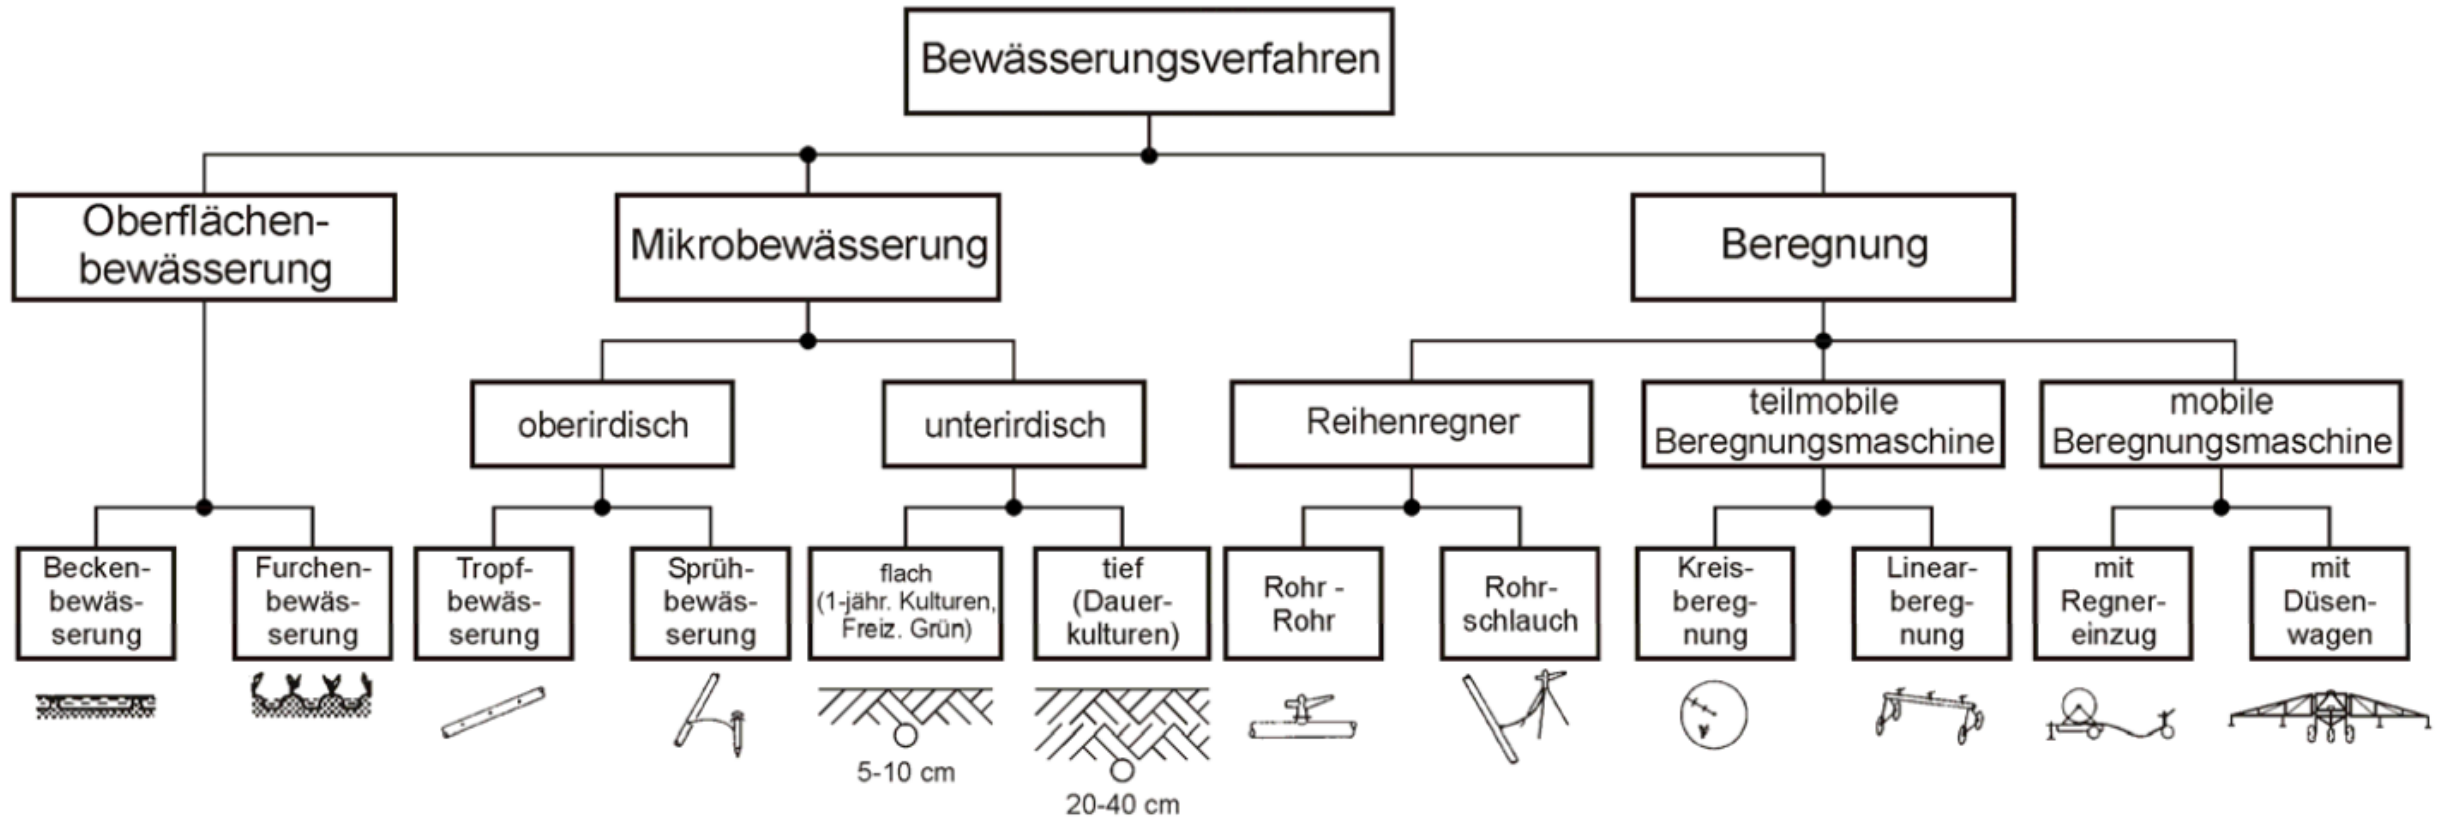 Bewässerungsverfahren
Oberflächen-
bewässerung
Mikrobewässerung
Beregnung
oberirdisch
unterirdisch
Reihenregner
teilmobile
Beregnungsmaschine
mobile
Beregnungsmaschine
Becken-
bewäs-
serung
Furchen-
bewäs-
serung
Tropf-
bewäs-
serung
Sprüh-
bewäs-
serung
flach
(1-jähr. Kulturen,
Freiz. Grün)
tief
(Dauer-
kulturen)
Rohr -
Rohr
Rohr-
schlauch
Kreis-
bereg-
nung
Linear-
bereg-
nung
mit
Regner-
einzug
mit
Düsen-
wagen
5-10 cm
20-40 cm